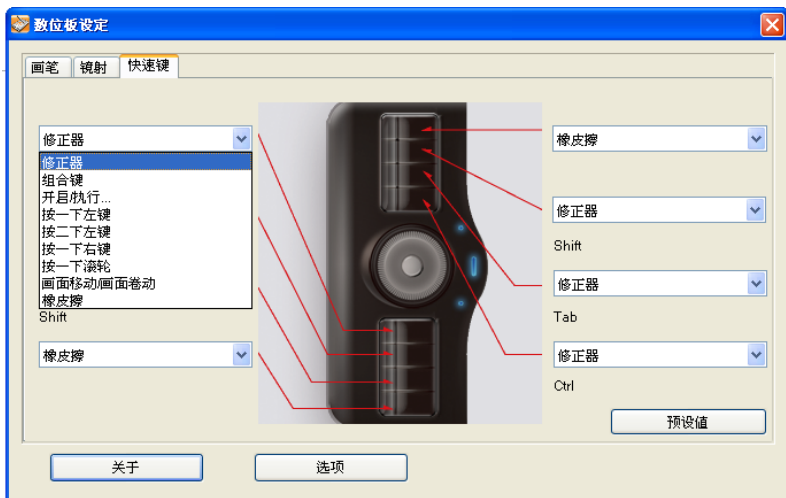 数位板设定
画笔 镜射 快速键
修正器
修正器
组合键
开启/执行...
按一下左键
按二下左键
按一下右键
按一下滚轮
画面移动/画面卷动
橡皮擦
Shift
橡皮擦
橡皮擦
修正器
Shift
修正器
Tab
修正器
Ctrl
预设值
关于 选项